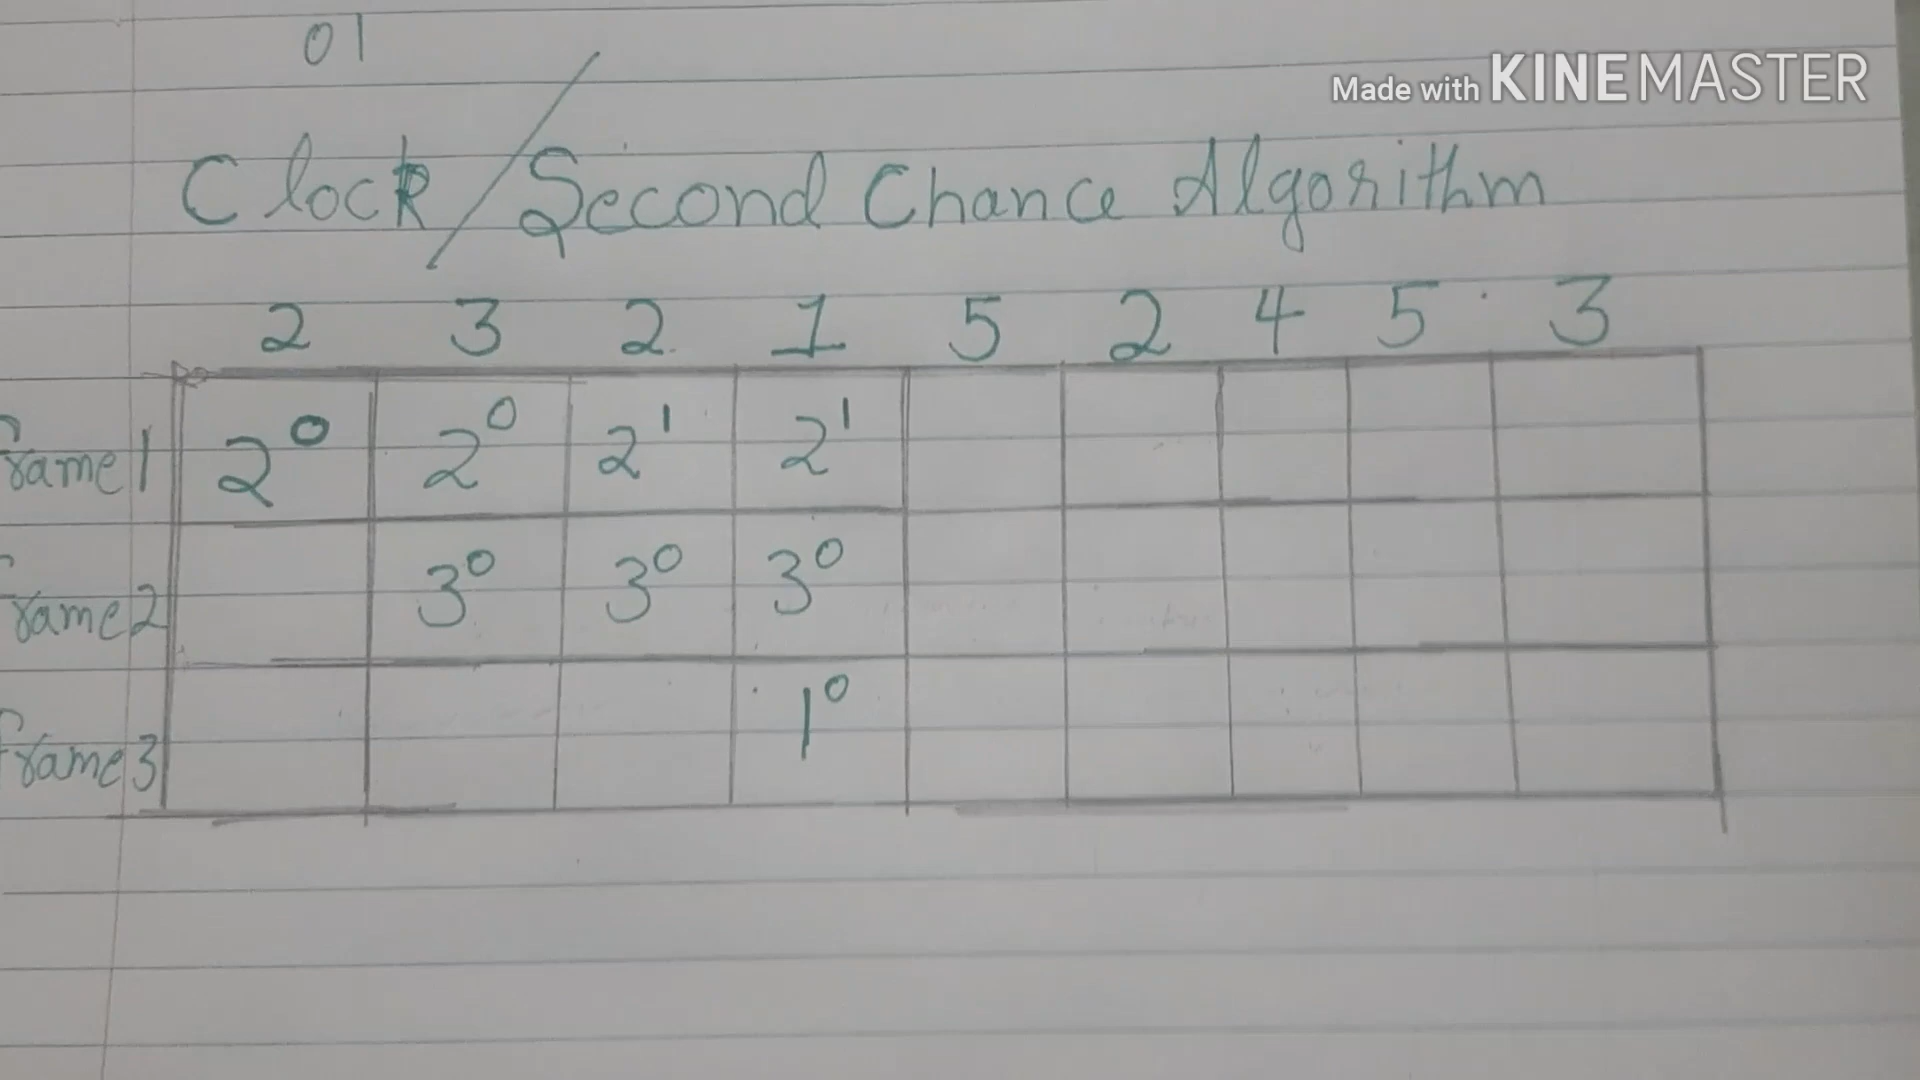 01
Made with KINEMASTER
Clock/Second Chance Algorithm
2 3 2 1 5 2 4 5 3
frame1 2⁰ 2⁰ 2¹ 2¹
frame2 3⁰ 3⁰ 3⁰
frame3 1⁰